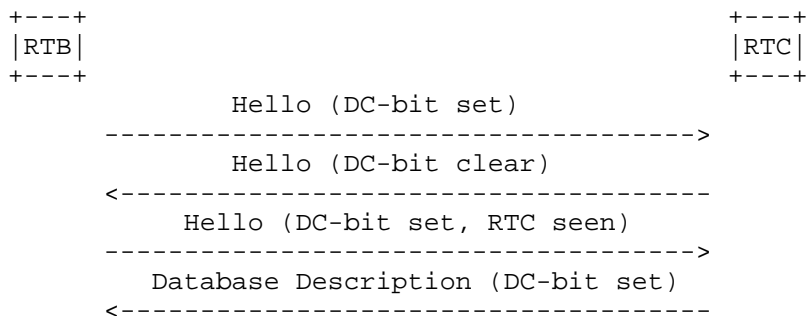 +---+ +---+
|RTB| |RTC|
+---+ +---+
Hello (DC-bit set)
------------------------------------->
Hello (DC-bit clear)
<-------------------------------------
Hello (DC-bit set, RTC seen)
------------------------------------->
Database Description (DC-bit set)
<-------------------------------------